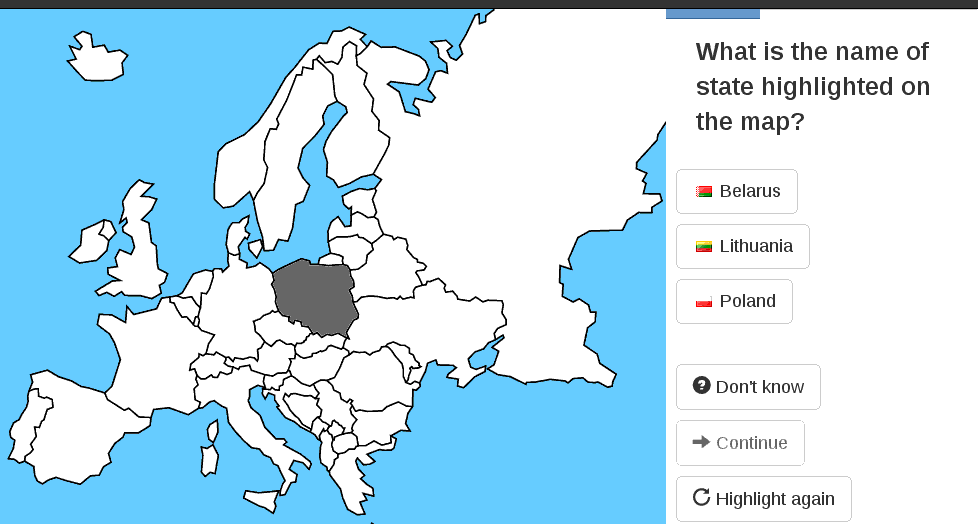 What is the name of
state highlighted on
the map?
Belarus
Lithuania
Poland
Don't know
Continue
Highlight again